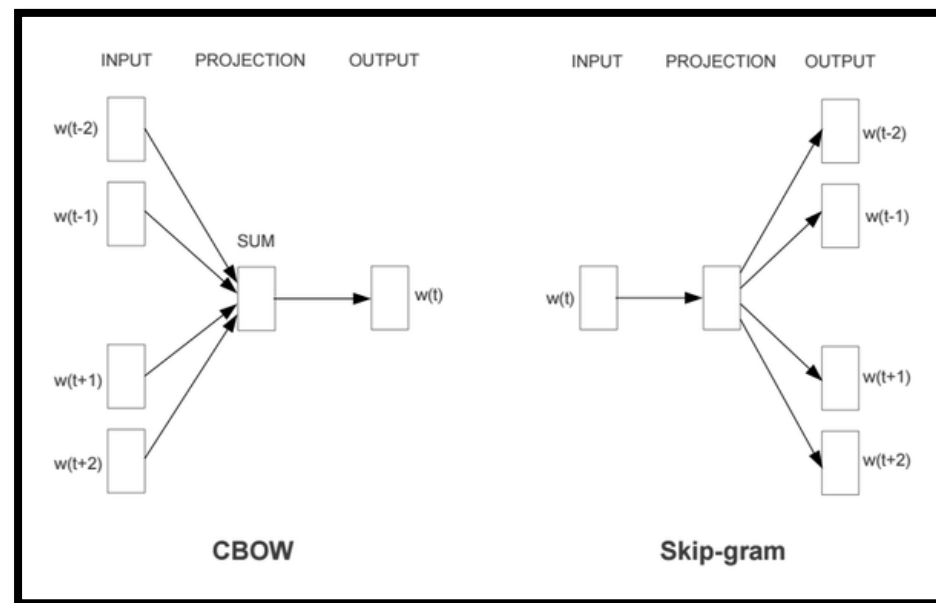 INPUT PROJECTION OUTPUT
w(t-2)
w(t-1)
SUM
w(t)
w(t+1)
w(t+2)
CBOW
INPUT PROJECTION OUTPUT
w(t-2)
w(t-1)
w(t)
w(t+1)
w(t+2)
Skip-gram